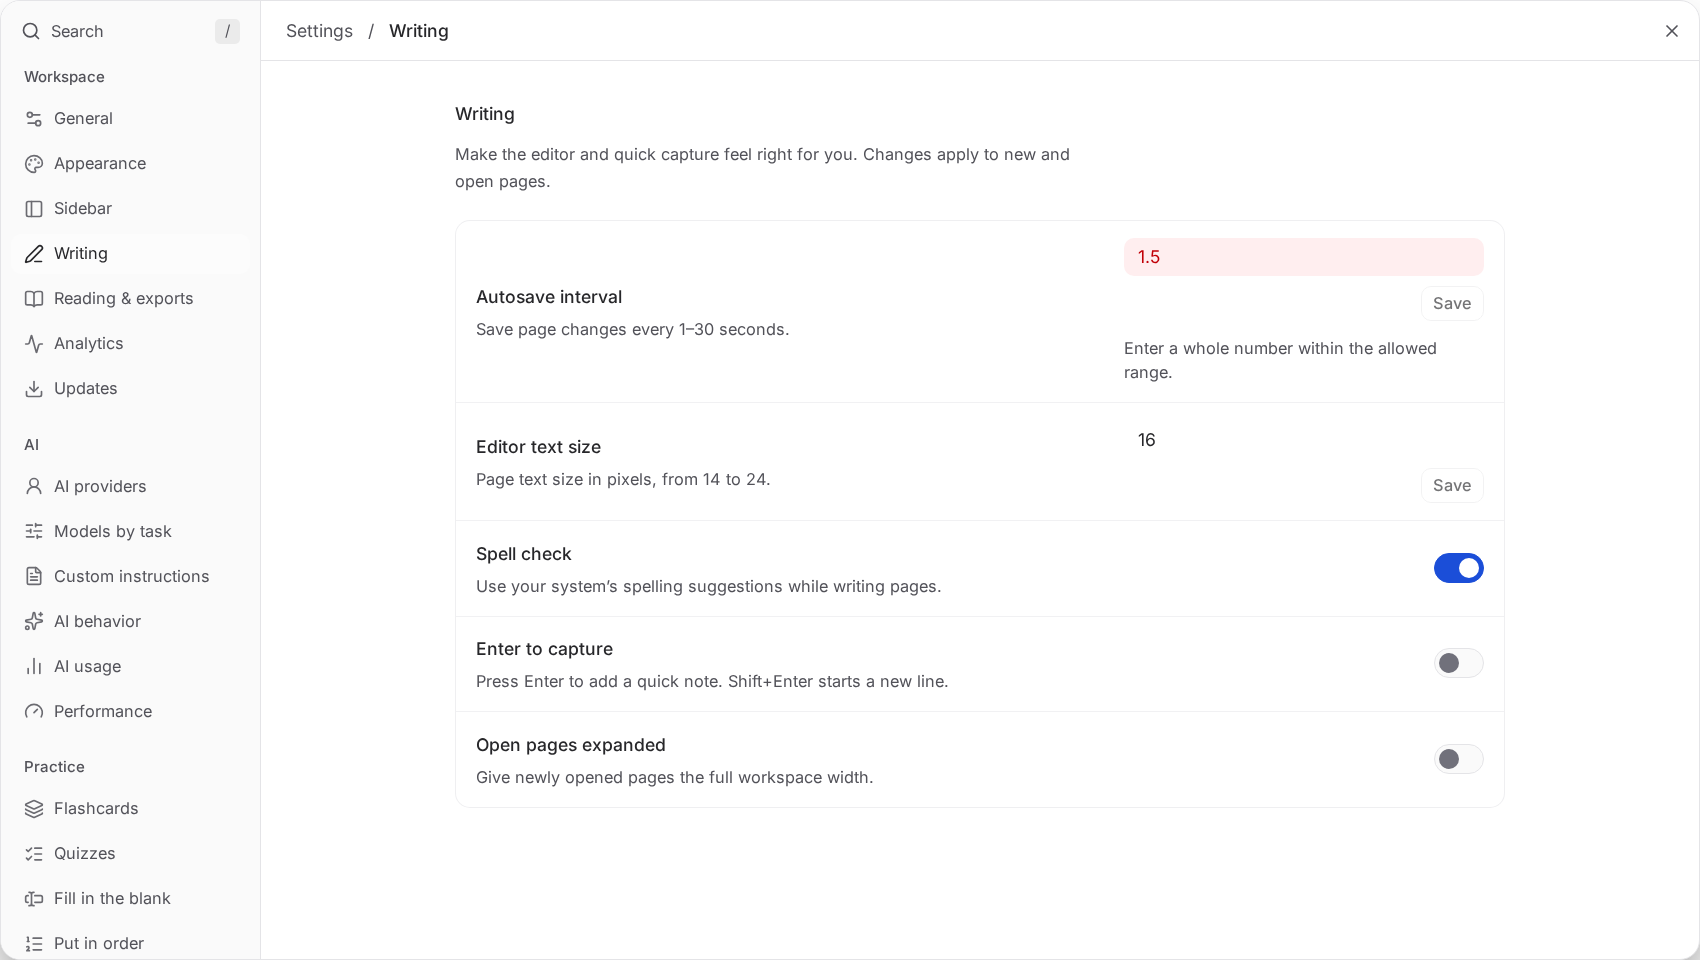 Search /
Workspace
General
Appearance
Sidebar
Writing
Reading & exports
Analytics
Updates
AI
AI providers
Models by task
Custom instructions
AI behavior
AI usage
Performance
Practice
Flashcards
Quizzes
Fill in the blank
Put in order
Settings / Writing
Writing
Make the editor and quick capture feel right for you. Changes apply to new and
open pages.
Autosave interval
Save page changes every 1–30 seconds.
1.5
Save
Enter a whole number within the allowed
range.
Editor text size
Page text size in pixels, from 14 to 24.
16
Save
Spell check
Use your system’s spelling suggestions while writing pages.
Enter to capture
Press Enter to add a quick note. Shift+Enter starts a new line.
Open pages expanded
Give newly opened pages the full workspace width.